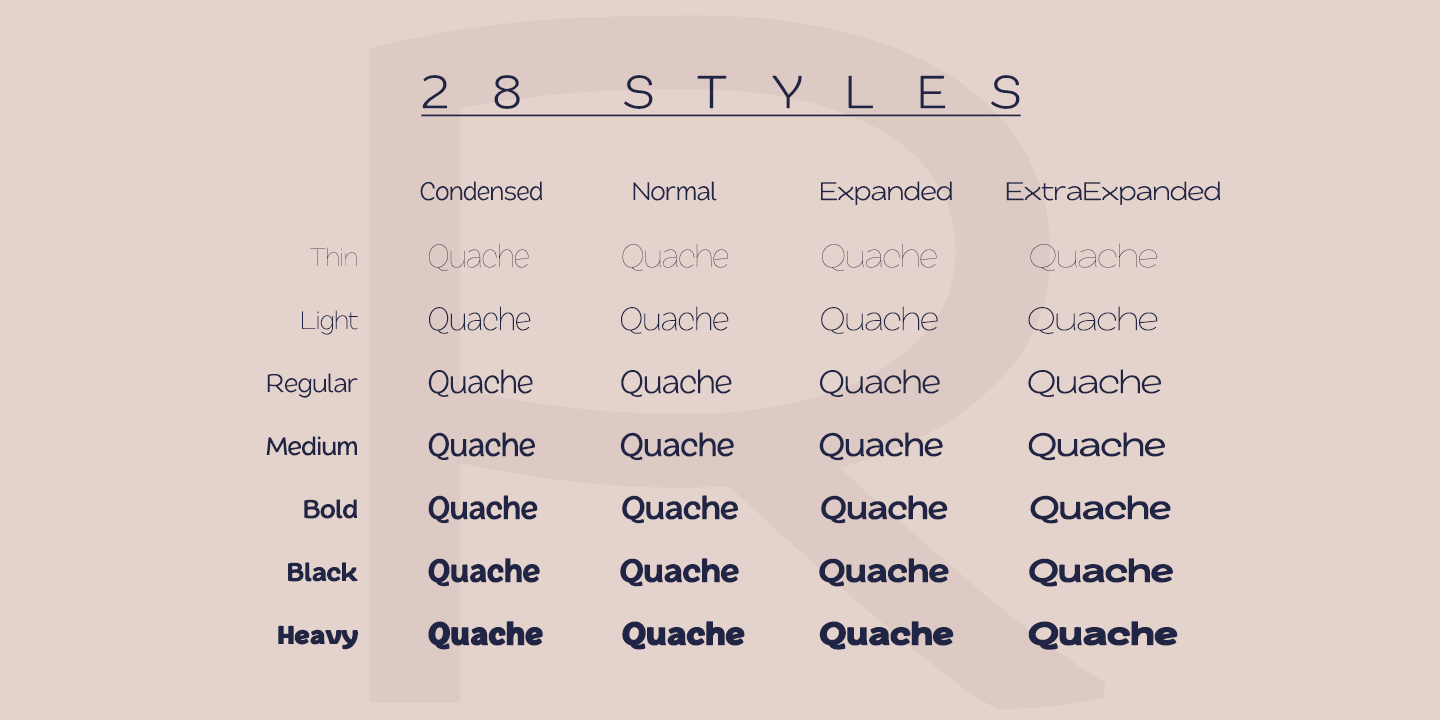 28 STYLES
Condensed Normal Expanded ExtraExpanded
Thin Quache Quache Quache Quache
Light Quache Quache Quache Quache
Regular Quache Quache Quache Quache
Medium Quache Quache Quache Quache
Bold Quache Quache Quache Quache
Black Quache Quache Quache Quache
Heavy Quache Quache Quache Quache
R